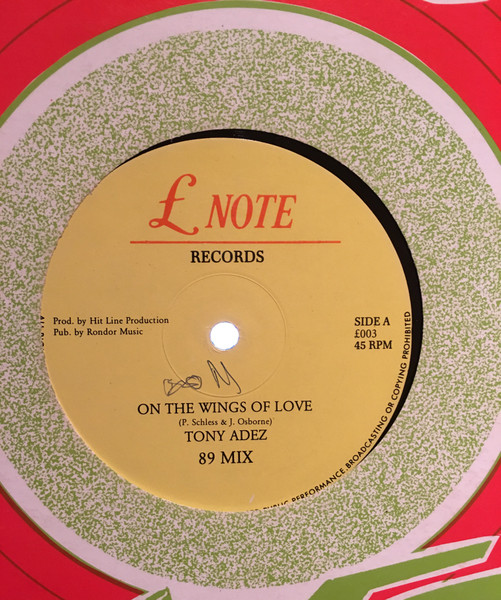 £ NOTE
RECORDS
Prod. by Hit Line Production
Pub. by Rondor Music
SIDE A
£003
45 RPM
ON THE WINGS OF LOVE
(P. Schless & J. Osborne)
TONY ADEZ
89 MIX
PUBLIC PERFORMANCE, BROADCASTING OR COPYING PROHIBITED